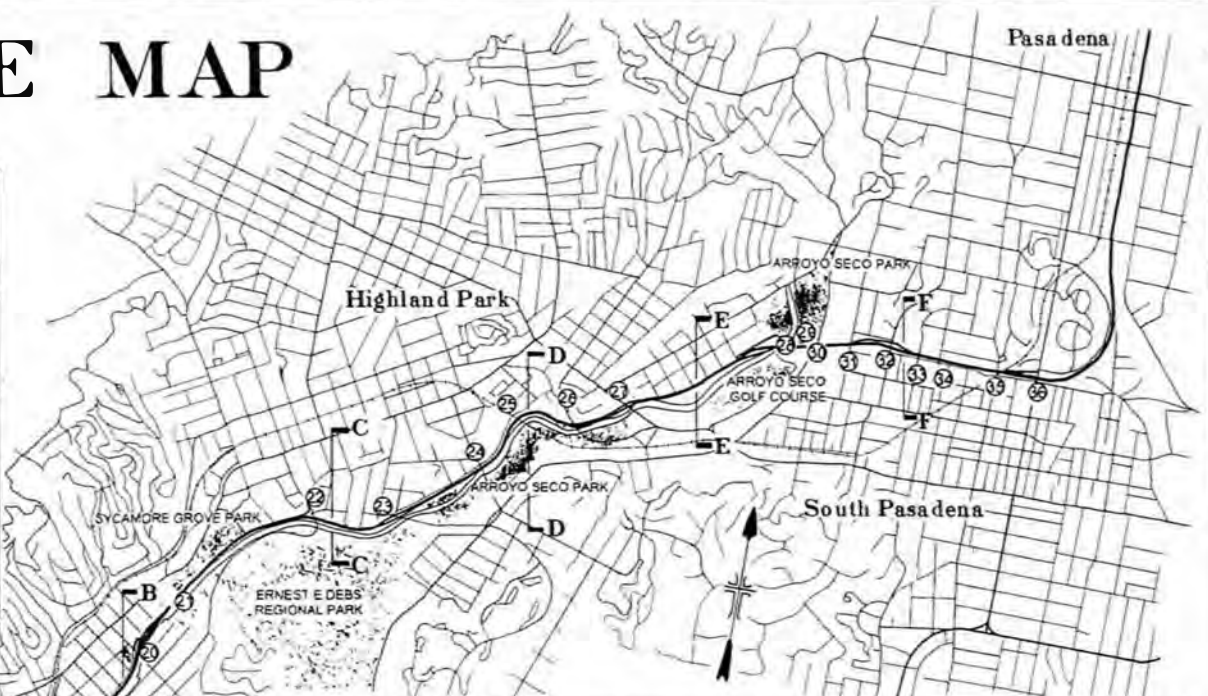 E MAP
Pasadena
ARROYO SECO PARK
Highland Park
F
E
D
29
28
30
31
32
33
34
35
36
ARROYO SECO
GOLF COURSE
27
26
25
F
C
E
24
ARROYO SECO PARK
22
23
South Pasadena
SYCAMORE GROVE PARK
D
C
B
21
ERNEST E DEBS
REGIONAL PARK
20